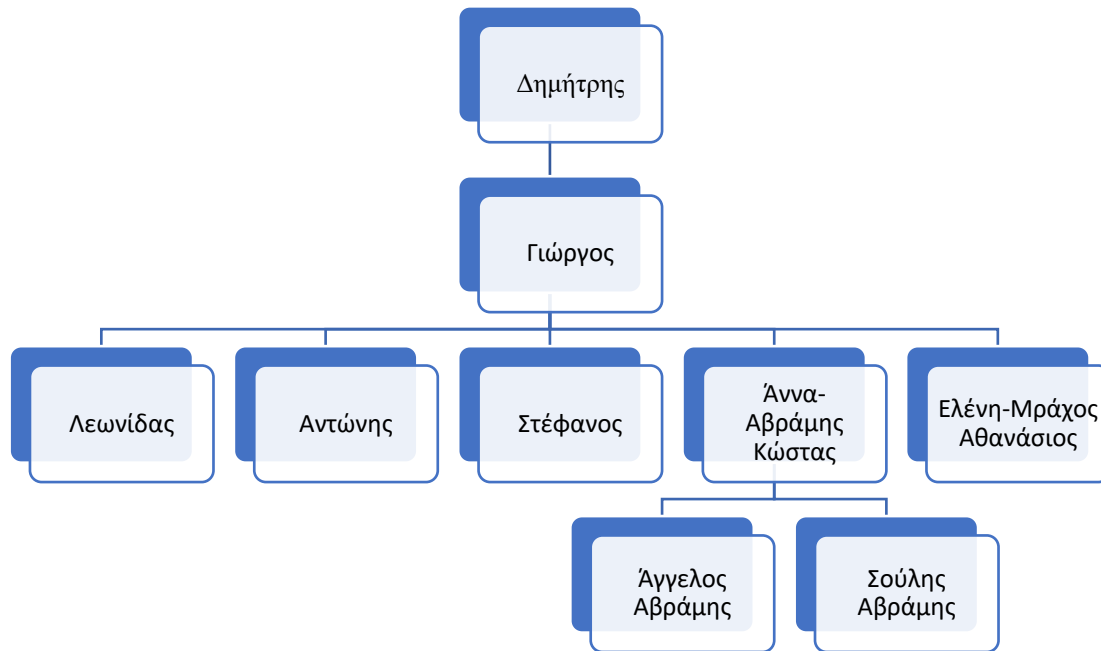 Δημήτρης
Γιώργος
Λεωνίδας
Αντώνης
Στέφανος
Άννα-
Αβράμης
Κώστας
Ελένη-Μράχος
Αθανάσιος
Άγγελος
Αβράμης
Σούλης
Αβράμης